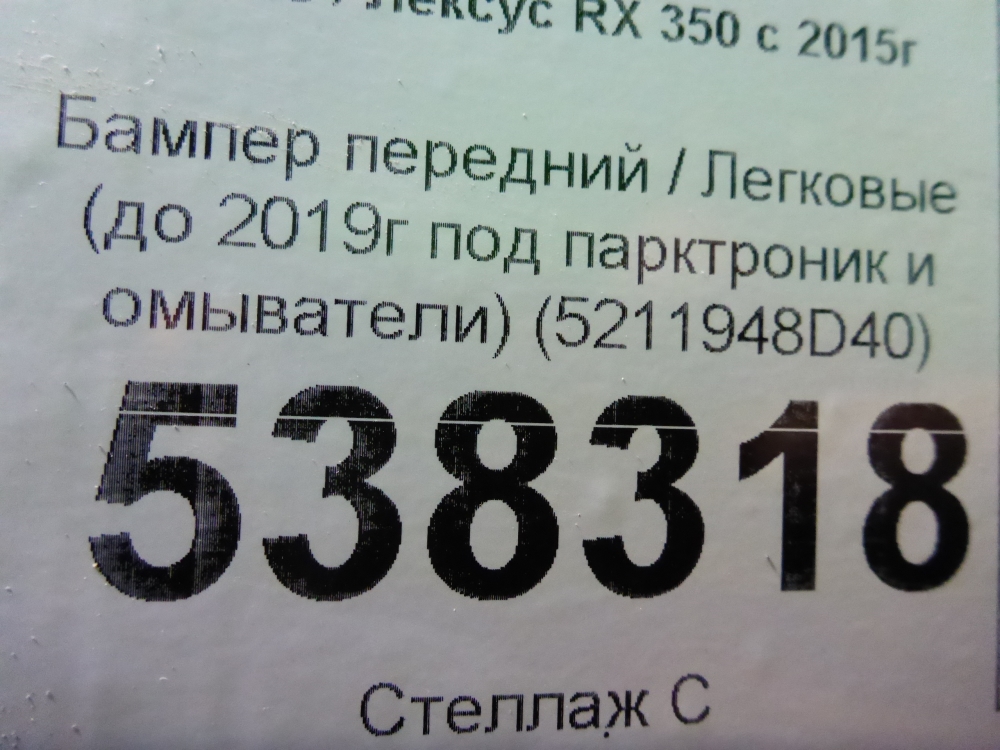 Лексус RX 350 с 2015г
Бампер передний / Легковые
(до 2019г под парктроник и
омыватели) (5211948D40)
538318
Стеллаж С